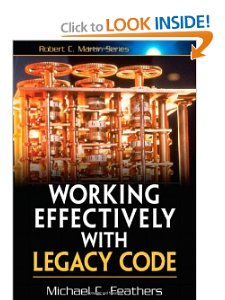 Click to
LOOK INSIDE!
Robert C. Martin Series
WORKING
EFFECTIVELY
WITH
LEGACY CODE
Michael C. Feathers